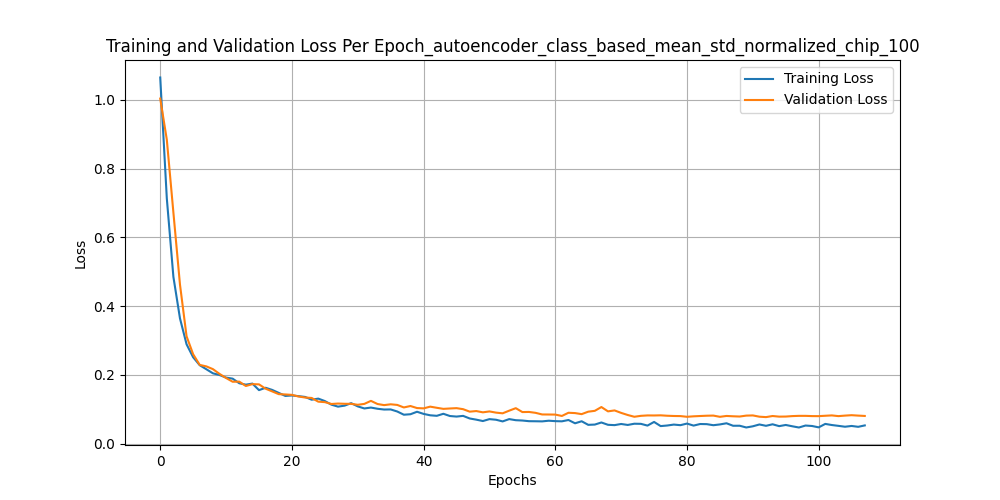 Training and Validation Loss Per Epoch_autoencoder_class_based_mean_std_normalized_chip_100
Training Loss
Validation Loss
1.0
0.8
0.6
0.4
0.2
0.0
Loss
0 20 40 60 80 100
Epochs